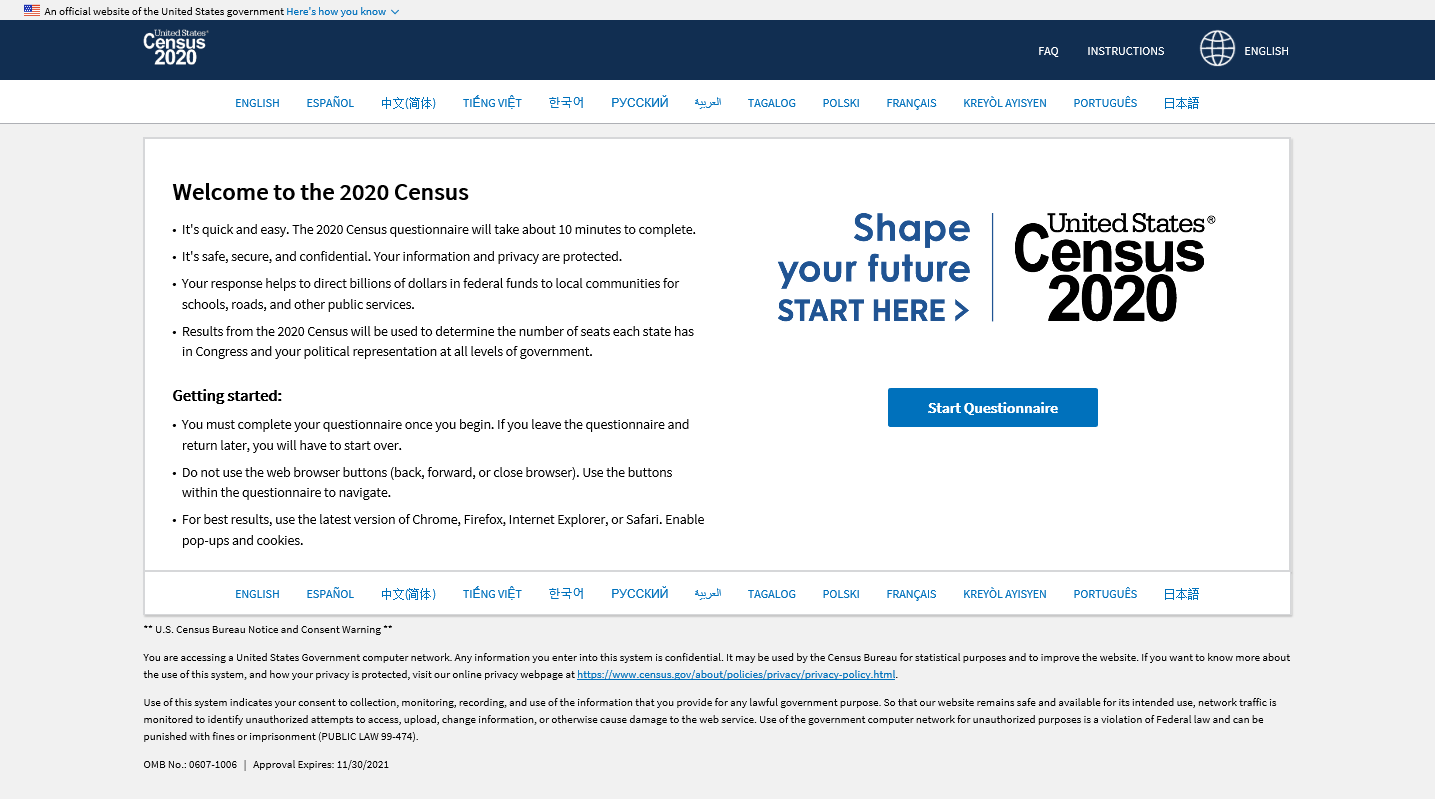 An official website of the United States government Here's how you know
United States®
Census
2020
FAQ INSTRUCTIONS ENGLISH
ENGLISH ESPAÑOL 中文(简体) TIẾNG VIỆT 한국어 РУССКИЙ العربية TAGALOG POLSKI FRANÇAIS KREYÒL AYISYEN PORTUGUÊS 日本語
Welcome to the 2020 Census
• It's quick and easy. The 2020 Census questionnaire will take about 10 minutes to complete.
• It's safe, secure, and confidential. Your information and privacy are protected.
• Your response helps to direct billions of dollars in federal funds to local communities for
schools, roads, and other public services.
• Results from the 2020 Census will be used to determine the number of seats each state has
in Congress and your political representation at all levels of government.
Getting started:
• You must complete your questionnaire once you begin. If you leave the questionnaire and
return later, you will have to start over.
• Do not use the web browser buttons (back, forward, or close browser). Use the buttons
within the questionnaire to navigate.
• For best results, use the latest version of Chrome, Firefox, Internet Explorer, or Safari. Enable
pop-ups and cookies.
Shape
your future
START HERE >
United States®
Census
2020
Start Questionnaire
ENGLISH ESPAÑOL 中文(简体) TIẾNG VIỆT 한국어 РУССКИЙ العربية TAGALOG POLSKI FRANÇAIS KREYÒL AYISYEN PORTUGUÊS 日本語
** U.S. Census Bureau Notice and Consent Warning **
You are accessing a United States Government computer network. Any information you enter into this system is confidential. It may be used by the Census Bureau for statistical purposes and to improve the website. If you want to know more about
the use of this system, and how your privacy is protected, visit our online privacy webpage at https://www.census.gov/about/policies/privacy/privacy-policy.html.
Use of this system indicates your consent to collection, monitoring, recording, and use of the information that you provide for any lawful government purpose. So that our website remains safe and available for its intended use, network traffic is
monitored to identify unauthorized attempts to access, upload, change information, or otherwise cause damage to the web service. Use of the government computer network for unauthorized purposes is a violation of Federal law and can be
punished with fines or imprisonment (PUBLIC LAW 99-474).
OMB No.: 0607-1006 | Approval Expires: 11/30/2021